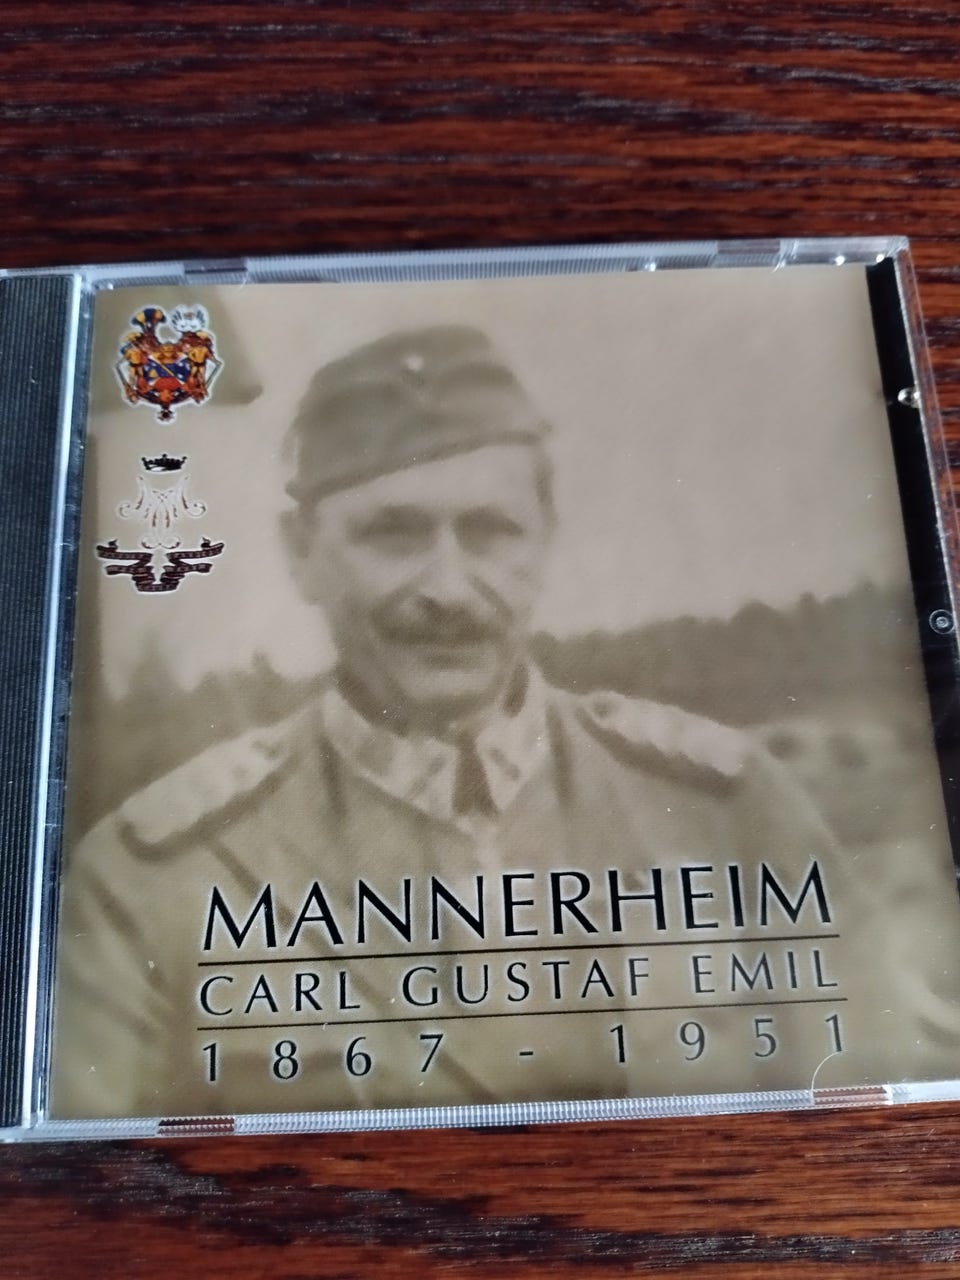 MANNERHEIM
CARL GUSTAF EMIL
1867 - 1951